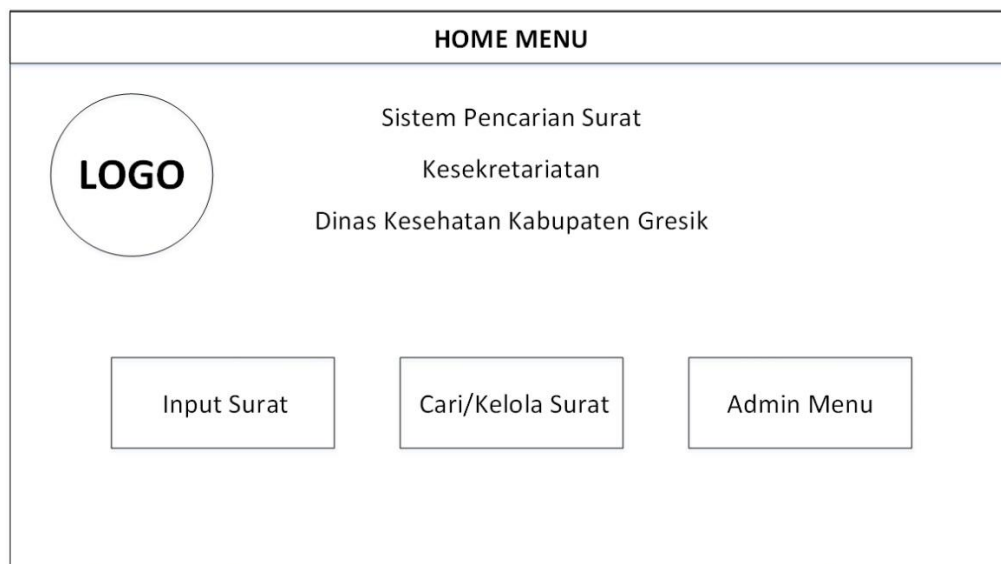 HOME MENU
LOGO
Sistem Pencarian Surat
Kesekretariatan
Dinas Kesehatan Kabupaten Gresik
Input Surat
Cari/Kelola Surat
Admin Menu